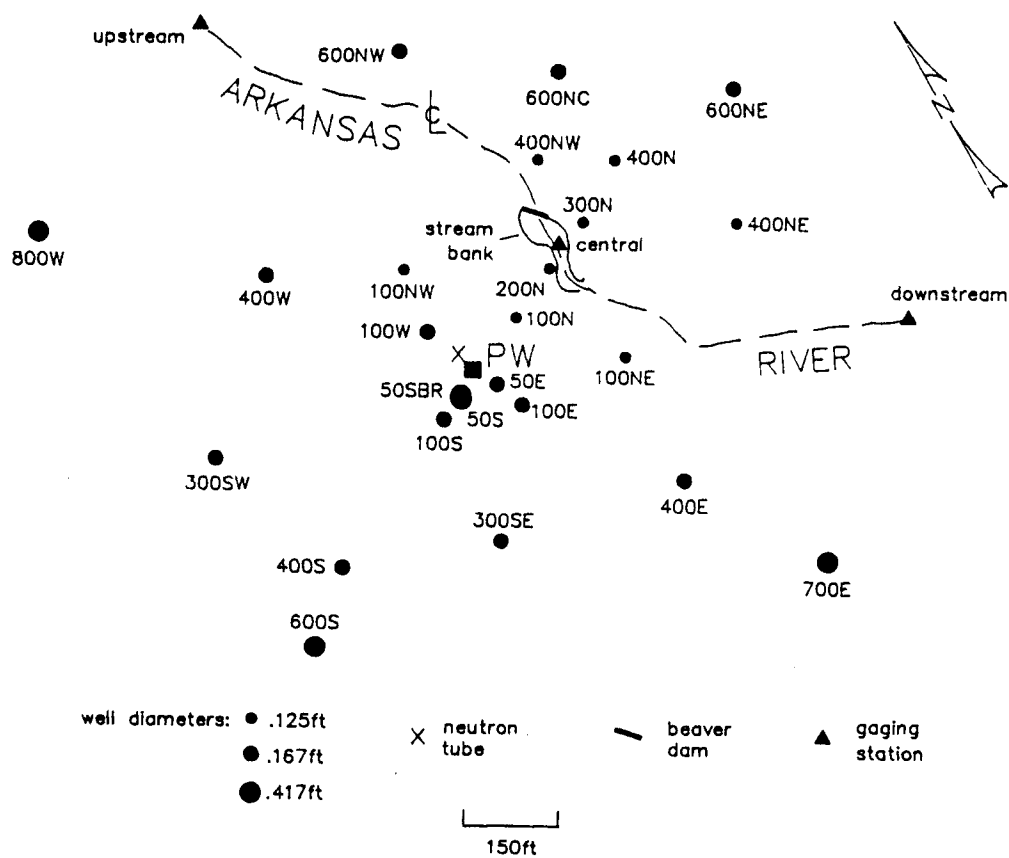 upstream
600NW
600NC
600NE
ARKANSAS
CL
N
400NW
400N
300N
400NE
stream
bank
central
800W
400W
100NW
200N
downstream
100W
100N
PW
RIVER
100NE
50SBR
50E
50S
100E
100S
300SW
300SE
400E
400S
700E
600S
well diameters: .125ft
.167ft
.417ft
neutron
tube
beaver
dam
gaging
station
150ft